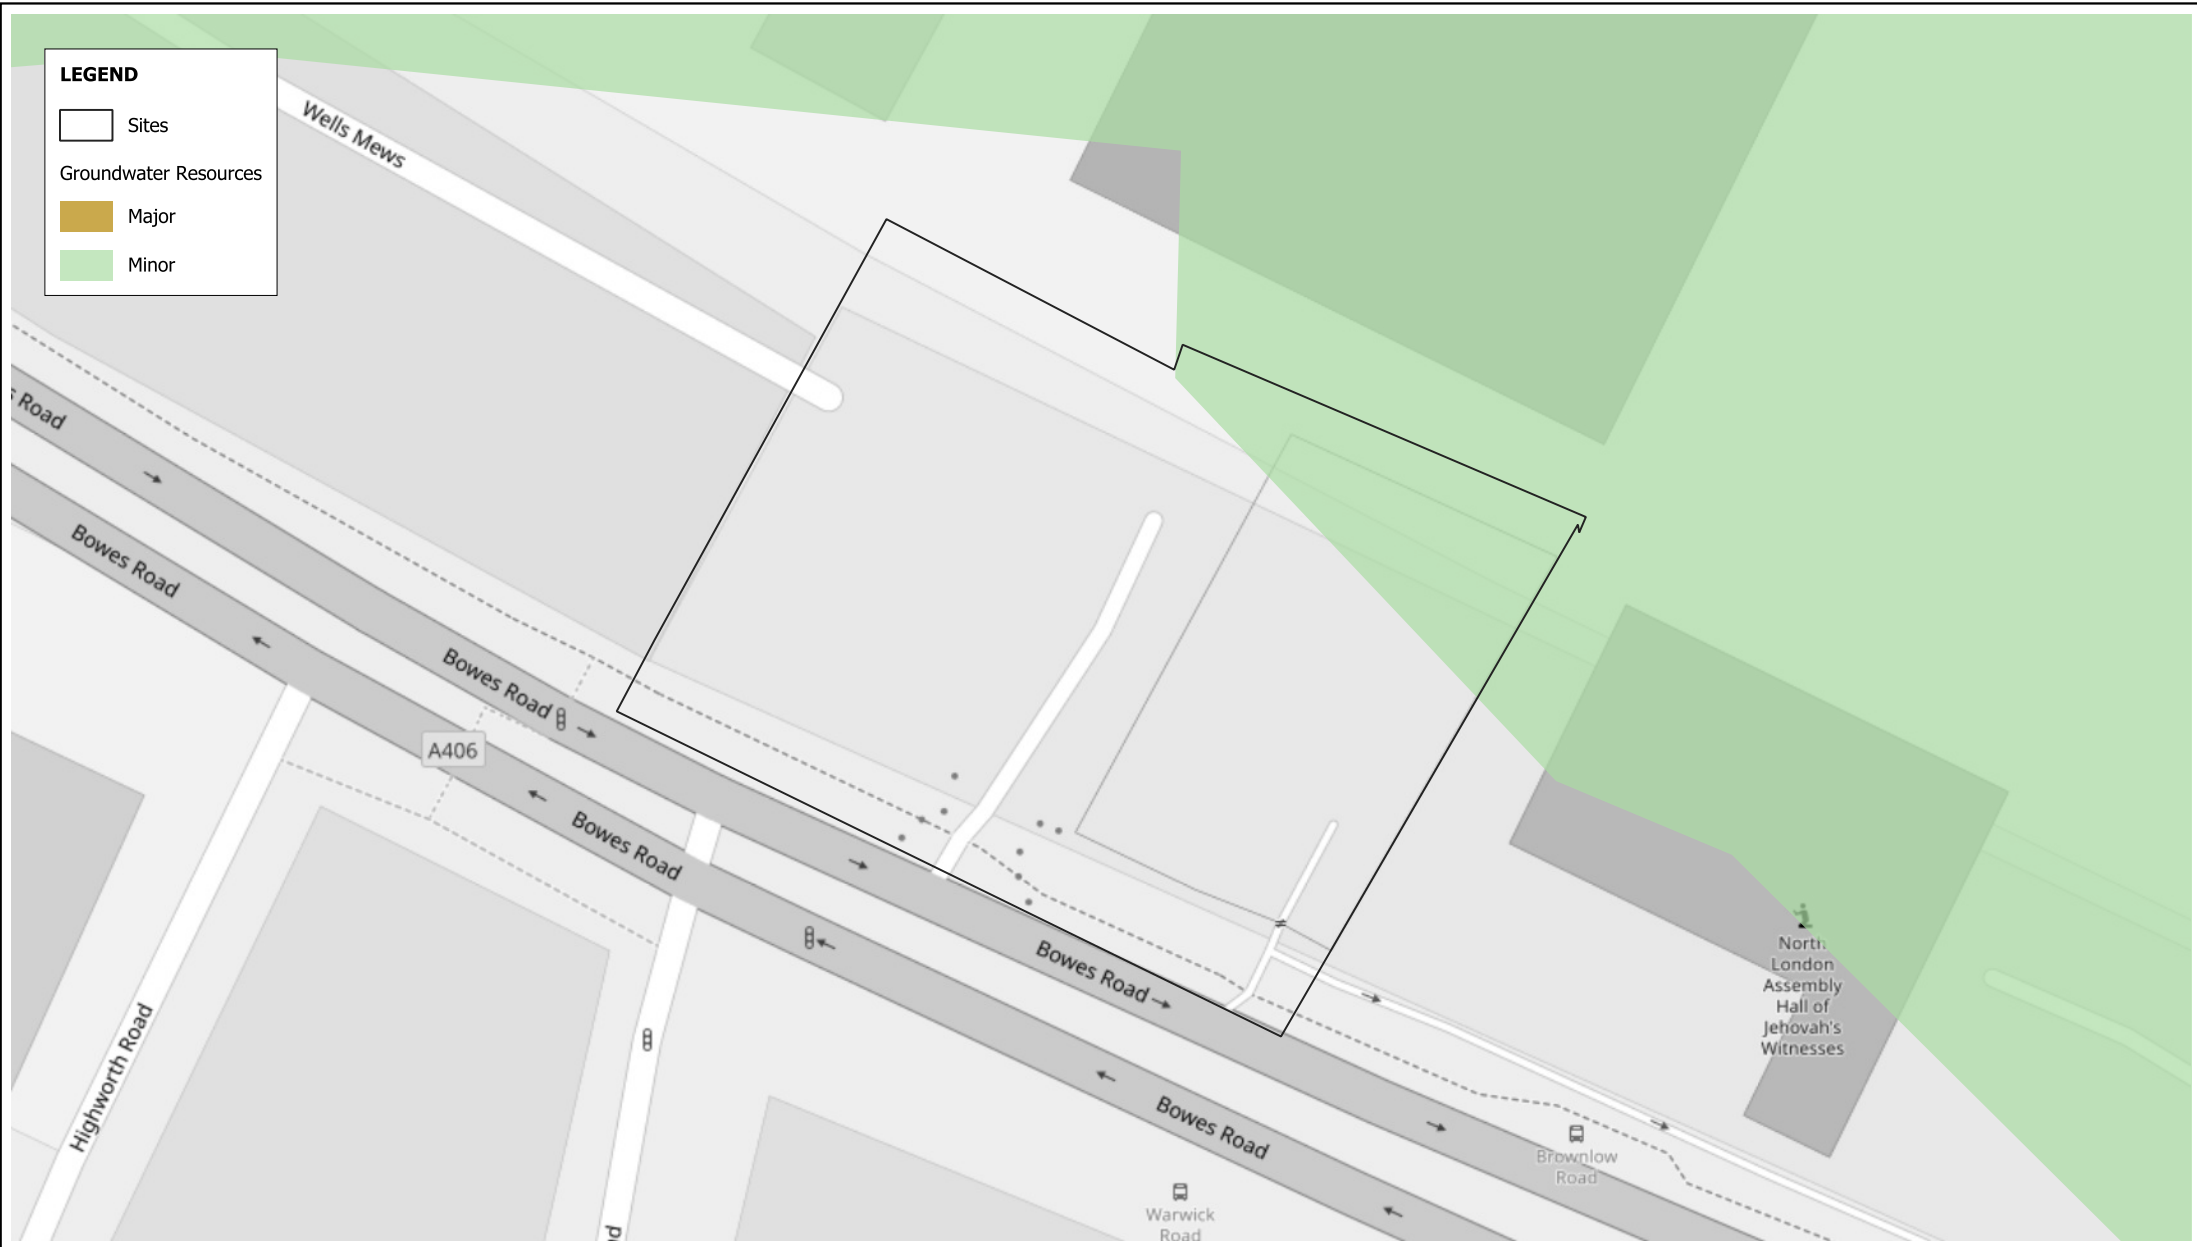 LEGEND
Sites
Groundwater Resources
Major
Minor
Wells Mews
s Road
Bowes Road
Bowes Road
A406
Bowes Road
Bowes Road
Bowes Road
Highworth Road
North
London
Assembly
Hall of
Jehovah's
Witnesses
Brownlow
Road
Warwick
Road
d